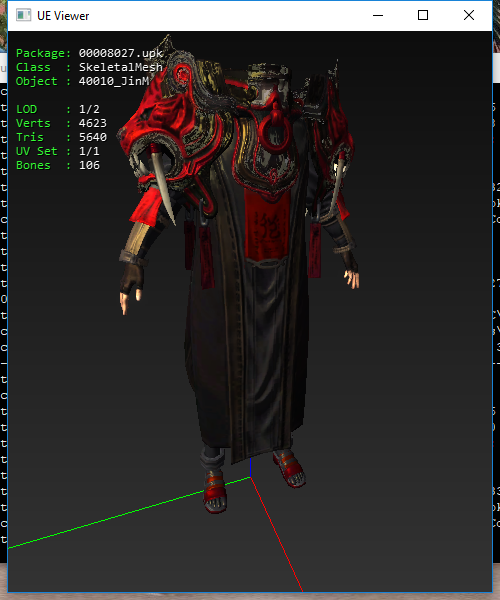 UE Viewer
Package: 00008027.upk
Class : SkeletalMesh
Object : 40010_JinM
LOD : 1/2
Verts : 4623
Tris : 5640
UV Set : 1/1
Bones : 106